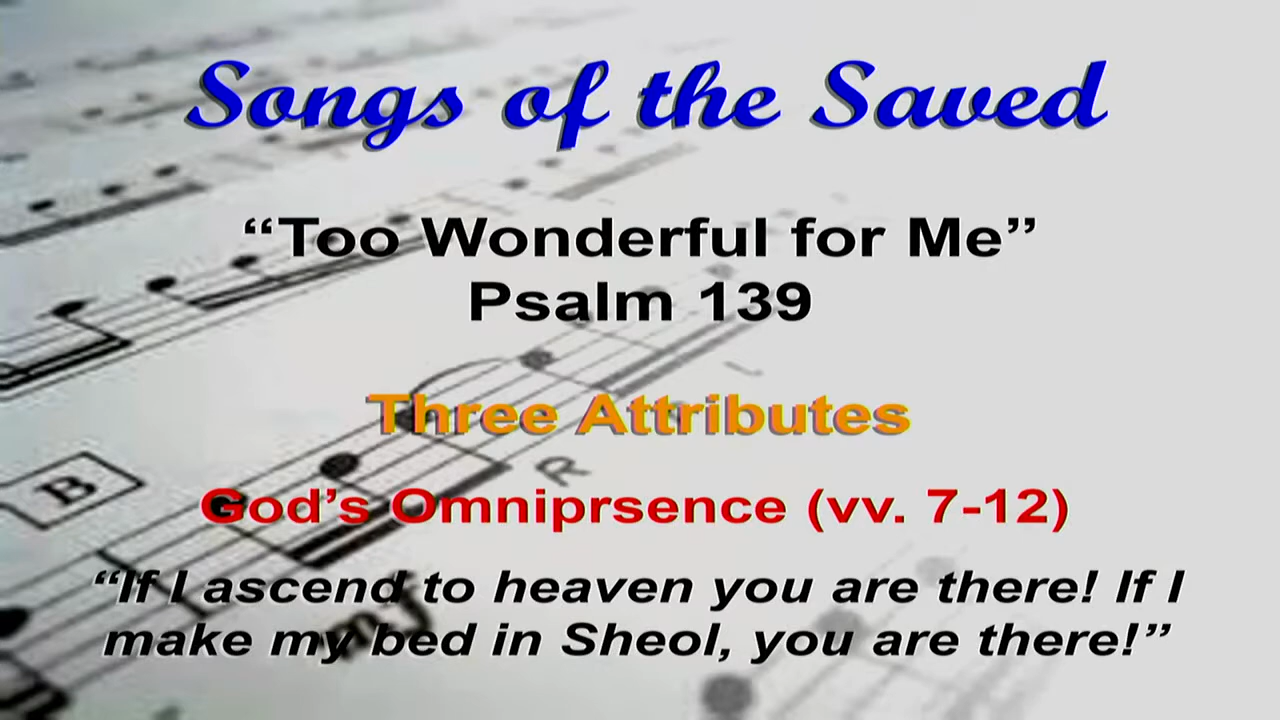 Songs of the Saved
“Too Wonderful for Me”
Psalm 139
Three Attributes
God’s Omniprsence (vv. 7-12)
“If I ascend to heaven you are there! If I
make my bed in Sheol, you are there!”
B
R
my